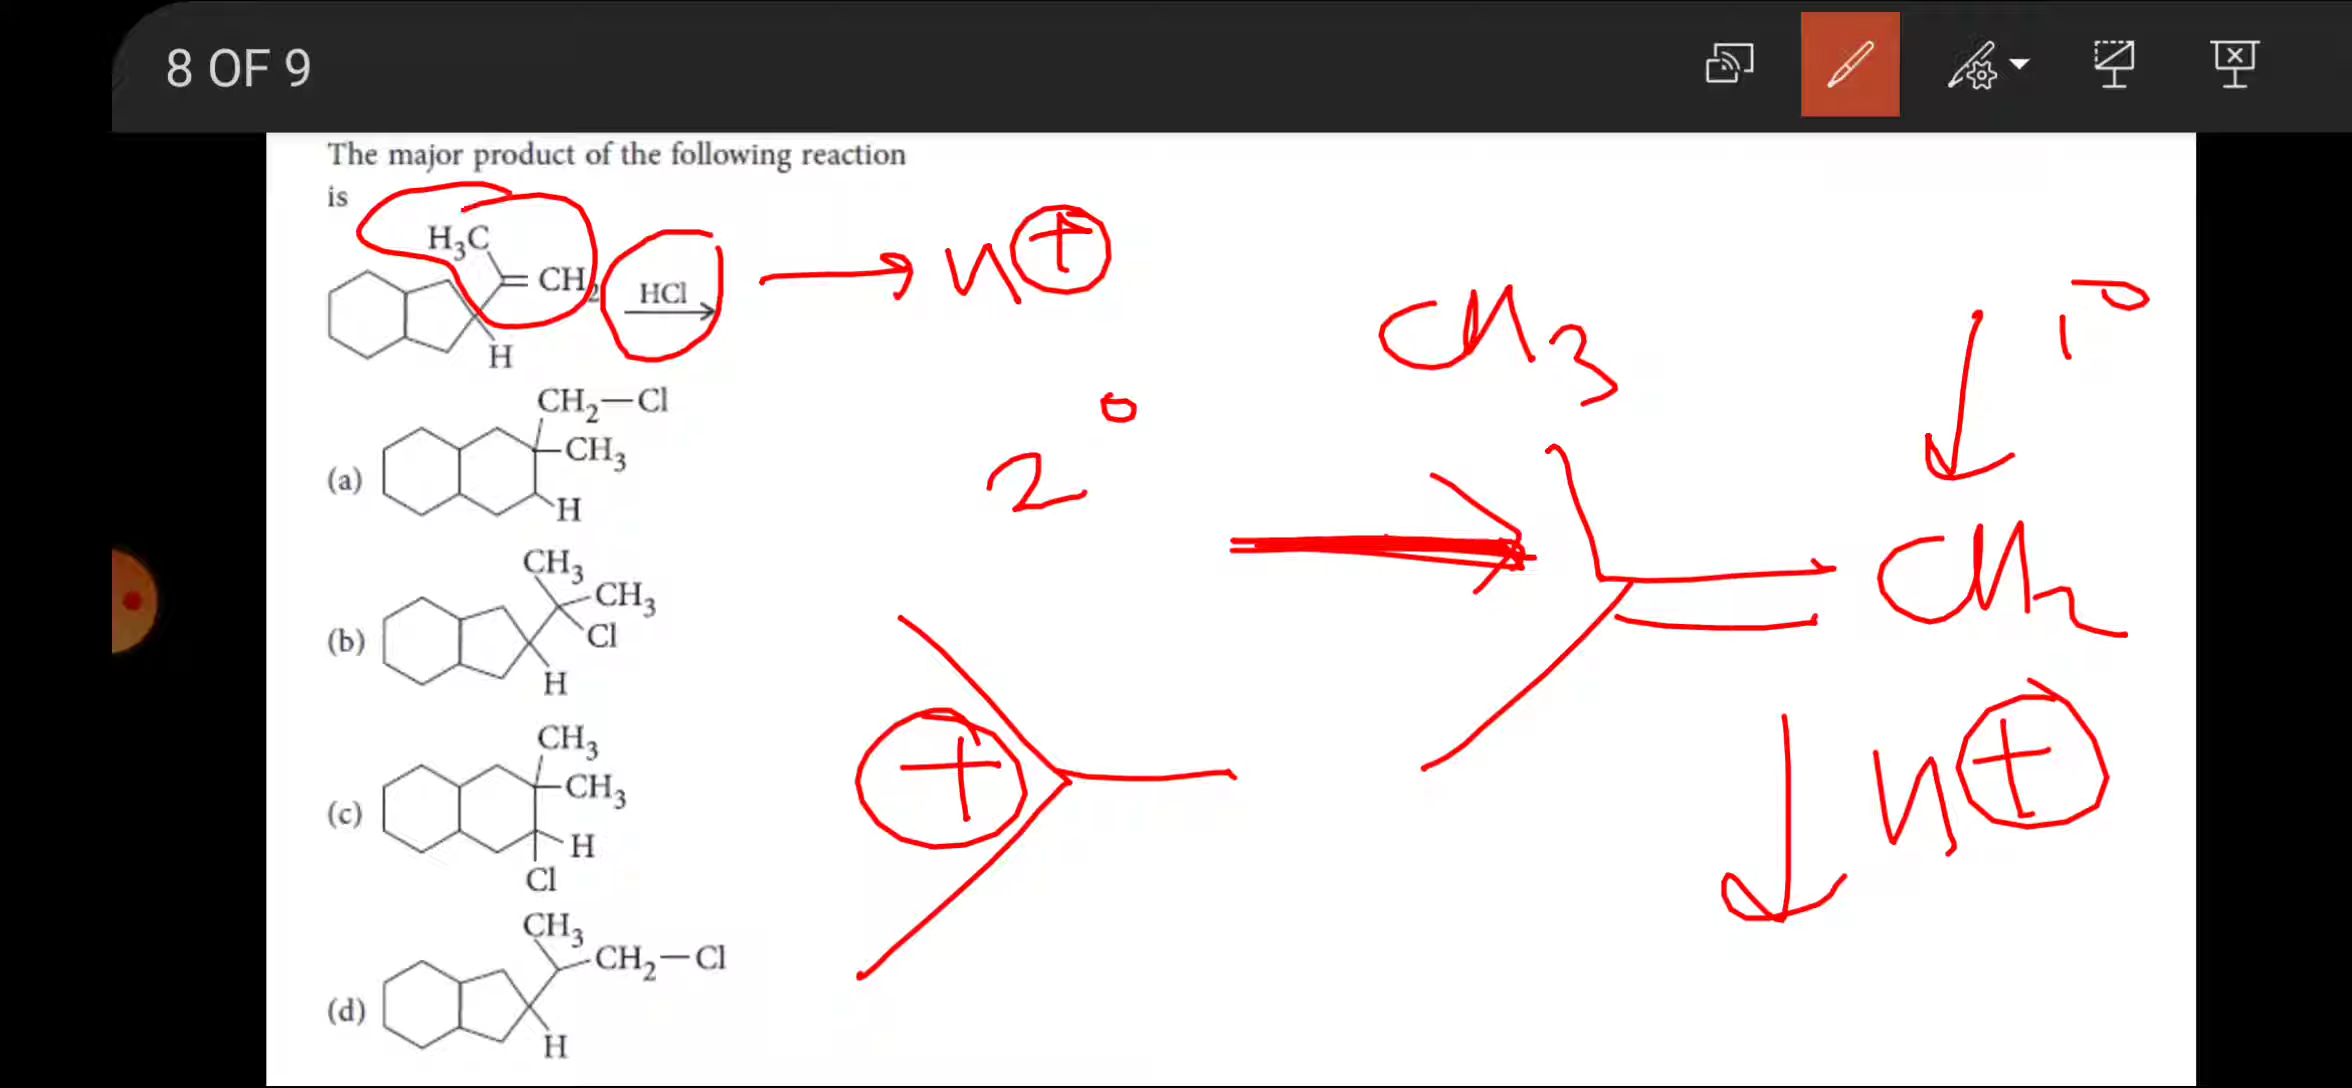 8 OF 9
The major product of the following reaction
is
H₃C
CH₂
HCl
H
H⊕
CH₃
1°
2°
CH₂
H⊕
⊕
(a)
CH₂—Cl
CH₃
H
(b)
CH₃
CH₃
Cl
H
(c)
CH₃
CH₃
H
Cl
(d)
CH₃
CH₂—Cl
H